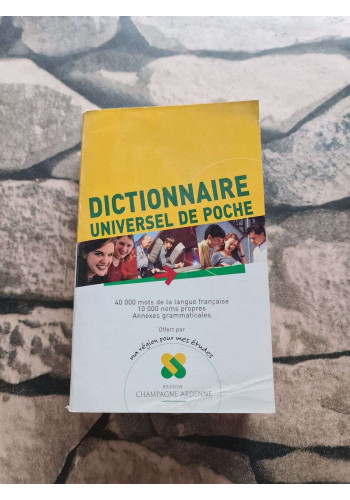 DICTIONNAIRE
UNIVERSEL DE POCHE
40 000 mots de la langue française
10 000 noms propres
Annexes grammaticales
Offert par
ma région pour mes études
CHAMPAGNE ARDENNE